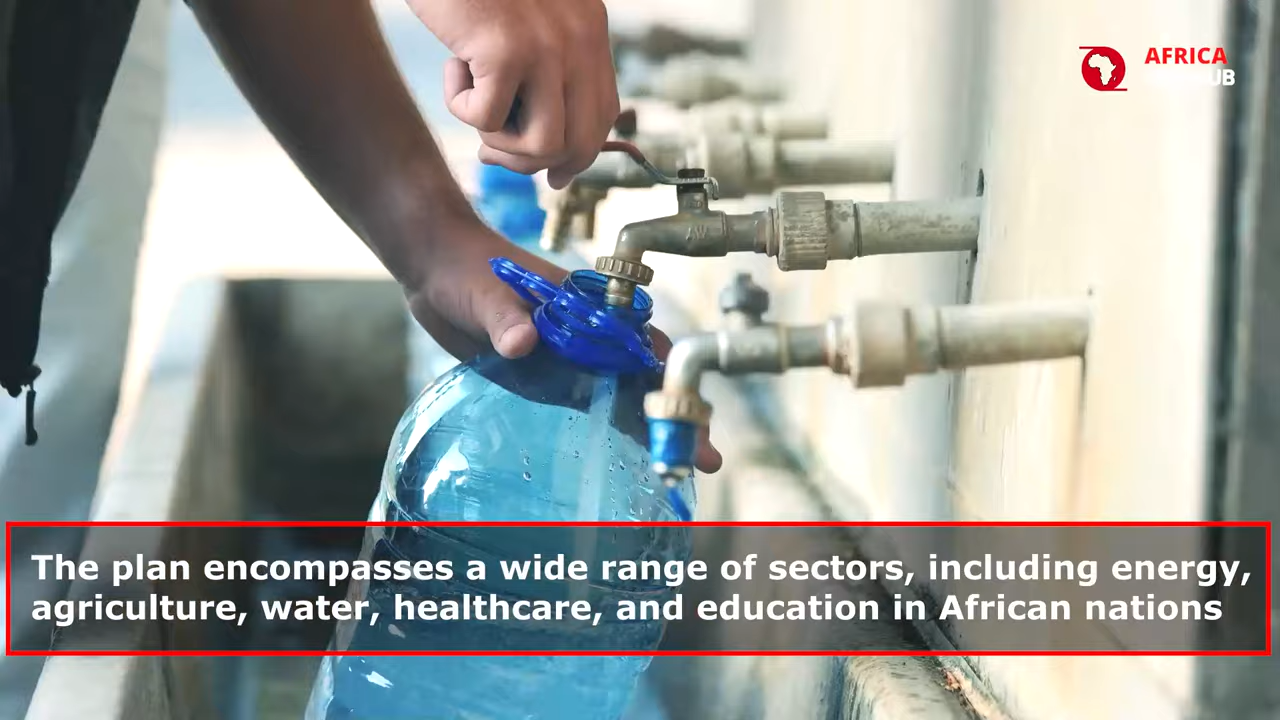 AFRICA
The plan encompasses a wide range of sectors, including energy,
agriculture, water, healthcare, and education in African nations